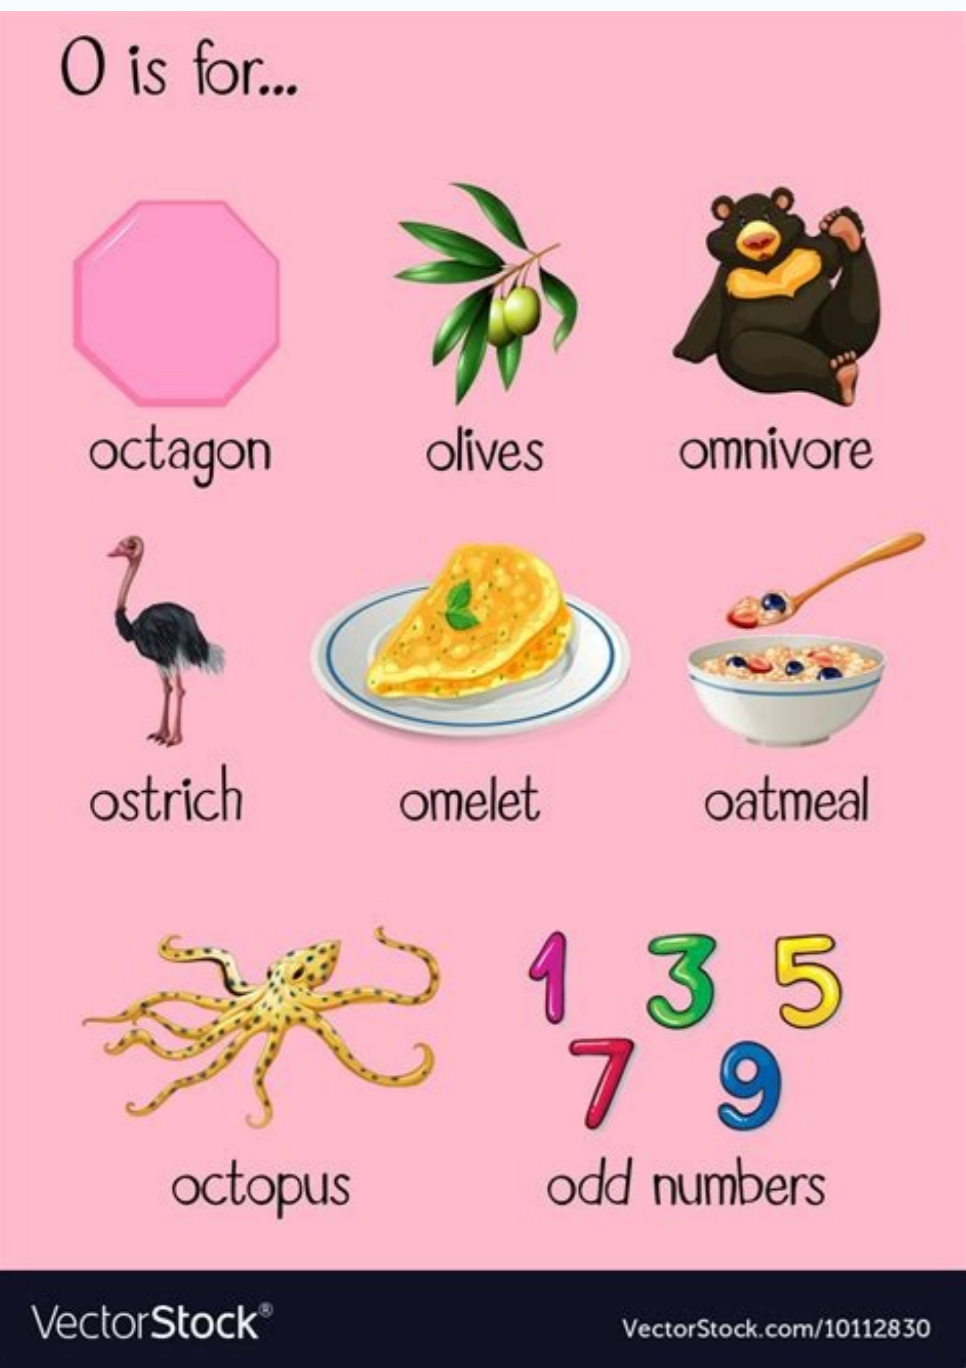 O is for...
octagon olives omnivore
ostrich omelet oatmeal
1 3 5
7 9
octopus odd numbers
VectorStock®
VectorStock.com/10112830